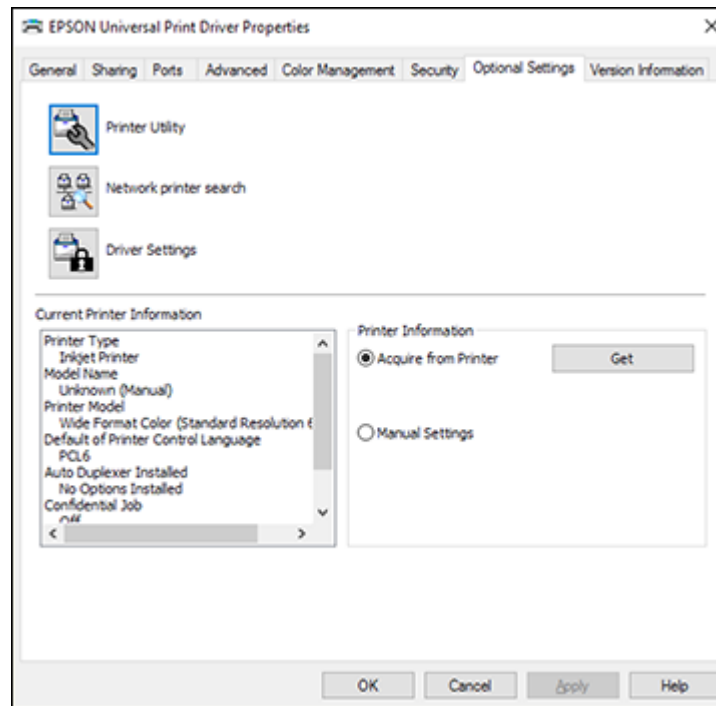 EPSON Universal Print Driver Properties
General Sharing Ports Advanced Color Management Security Optional Settings Version Information
Printer Utility
Network printer search
Driver Settings
Current Printer Information
Printer Type
Inkjet Printer
Model Name
Unknown (Manual)
Printer Model
Wide Format Color (Standard Resolution 6
Default of Printer Control Language
PCL6
Auto Duplexer Installed
No Options Installed
Confidential Job
Off
Printer Information
Acquire from Printer Get
Manual Settings
OK Cancel Apply Help